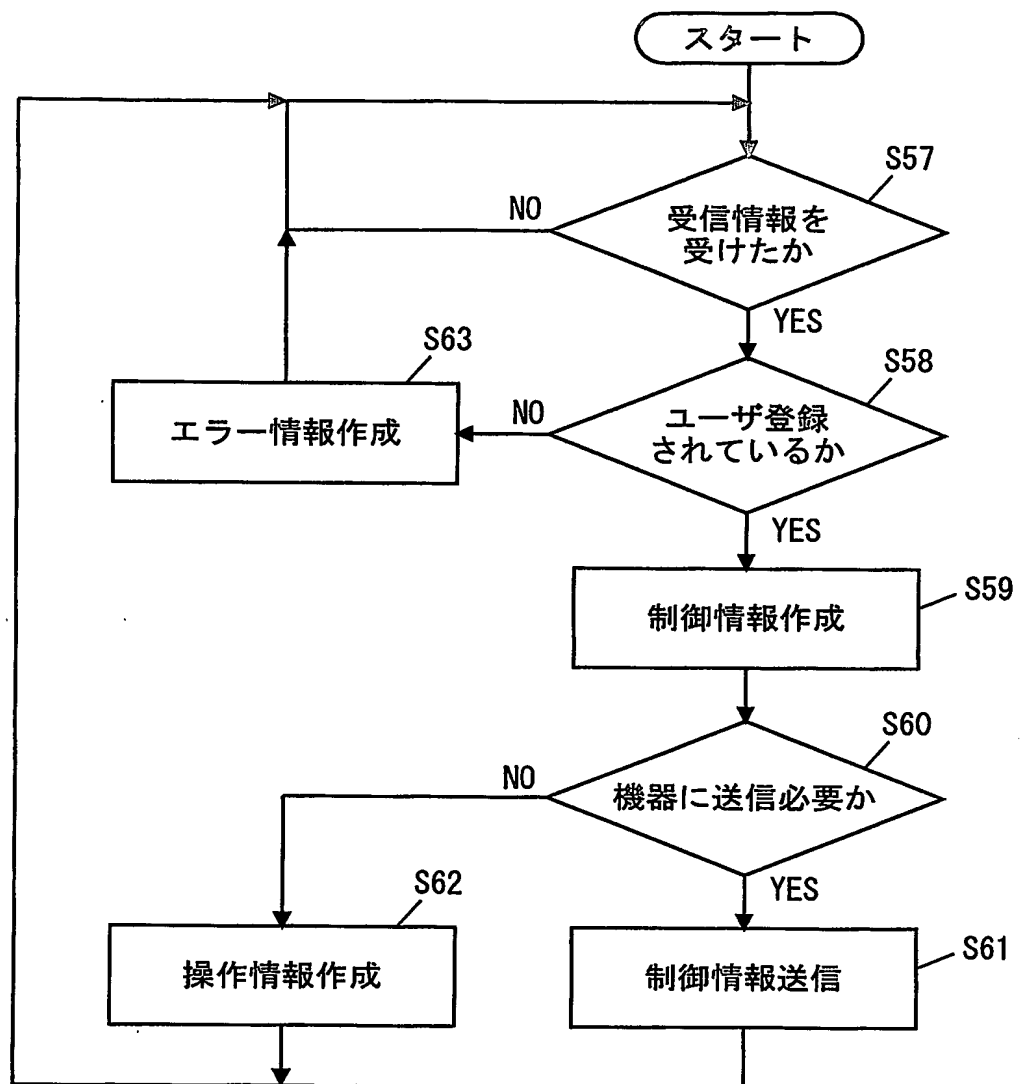 スタート
S57
NO
受信情報を
受けたか
YES
S63
S58
エラー情報作成
NO
ユーザ登録
されているか
YES
S59
制御情報作成
S60
NO
機器に送信必要か
YES
S62
操作情報作成
S61
制御情報送信